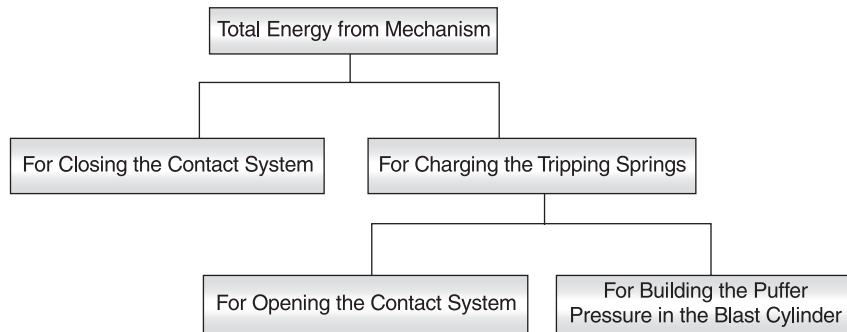 Total Energy from Mechanism
For Closing the Contact System
For Charging the Tripping Springs
For Opening the Contact System
For Building the Puffer
Pressure in the Blast Cylinder